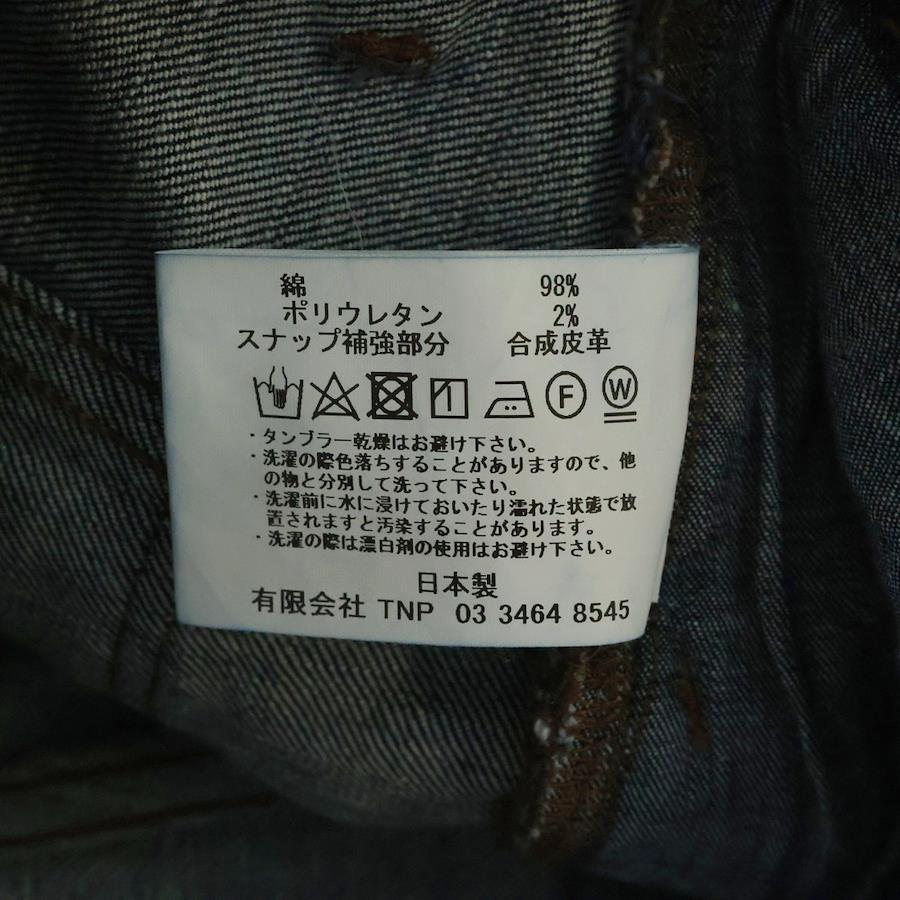 綿 98%
ポリウレタン 2%
スナップ補強部分 合成皮革
F W
・タンブラー乾燥はお避け下さい。
・洗濯の際色落ちすることがありますので、他
の物と分別して洗って下さい。
・洗濯前に水に浸けておいたり濡れた状態で放
置されますと汚染することがあります。
・洗濯の際は漂白剤の使用はお避け下さい。
日本製
有限会社 TNP 03 3464 8545